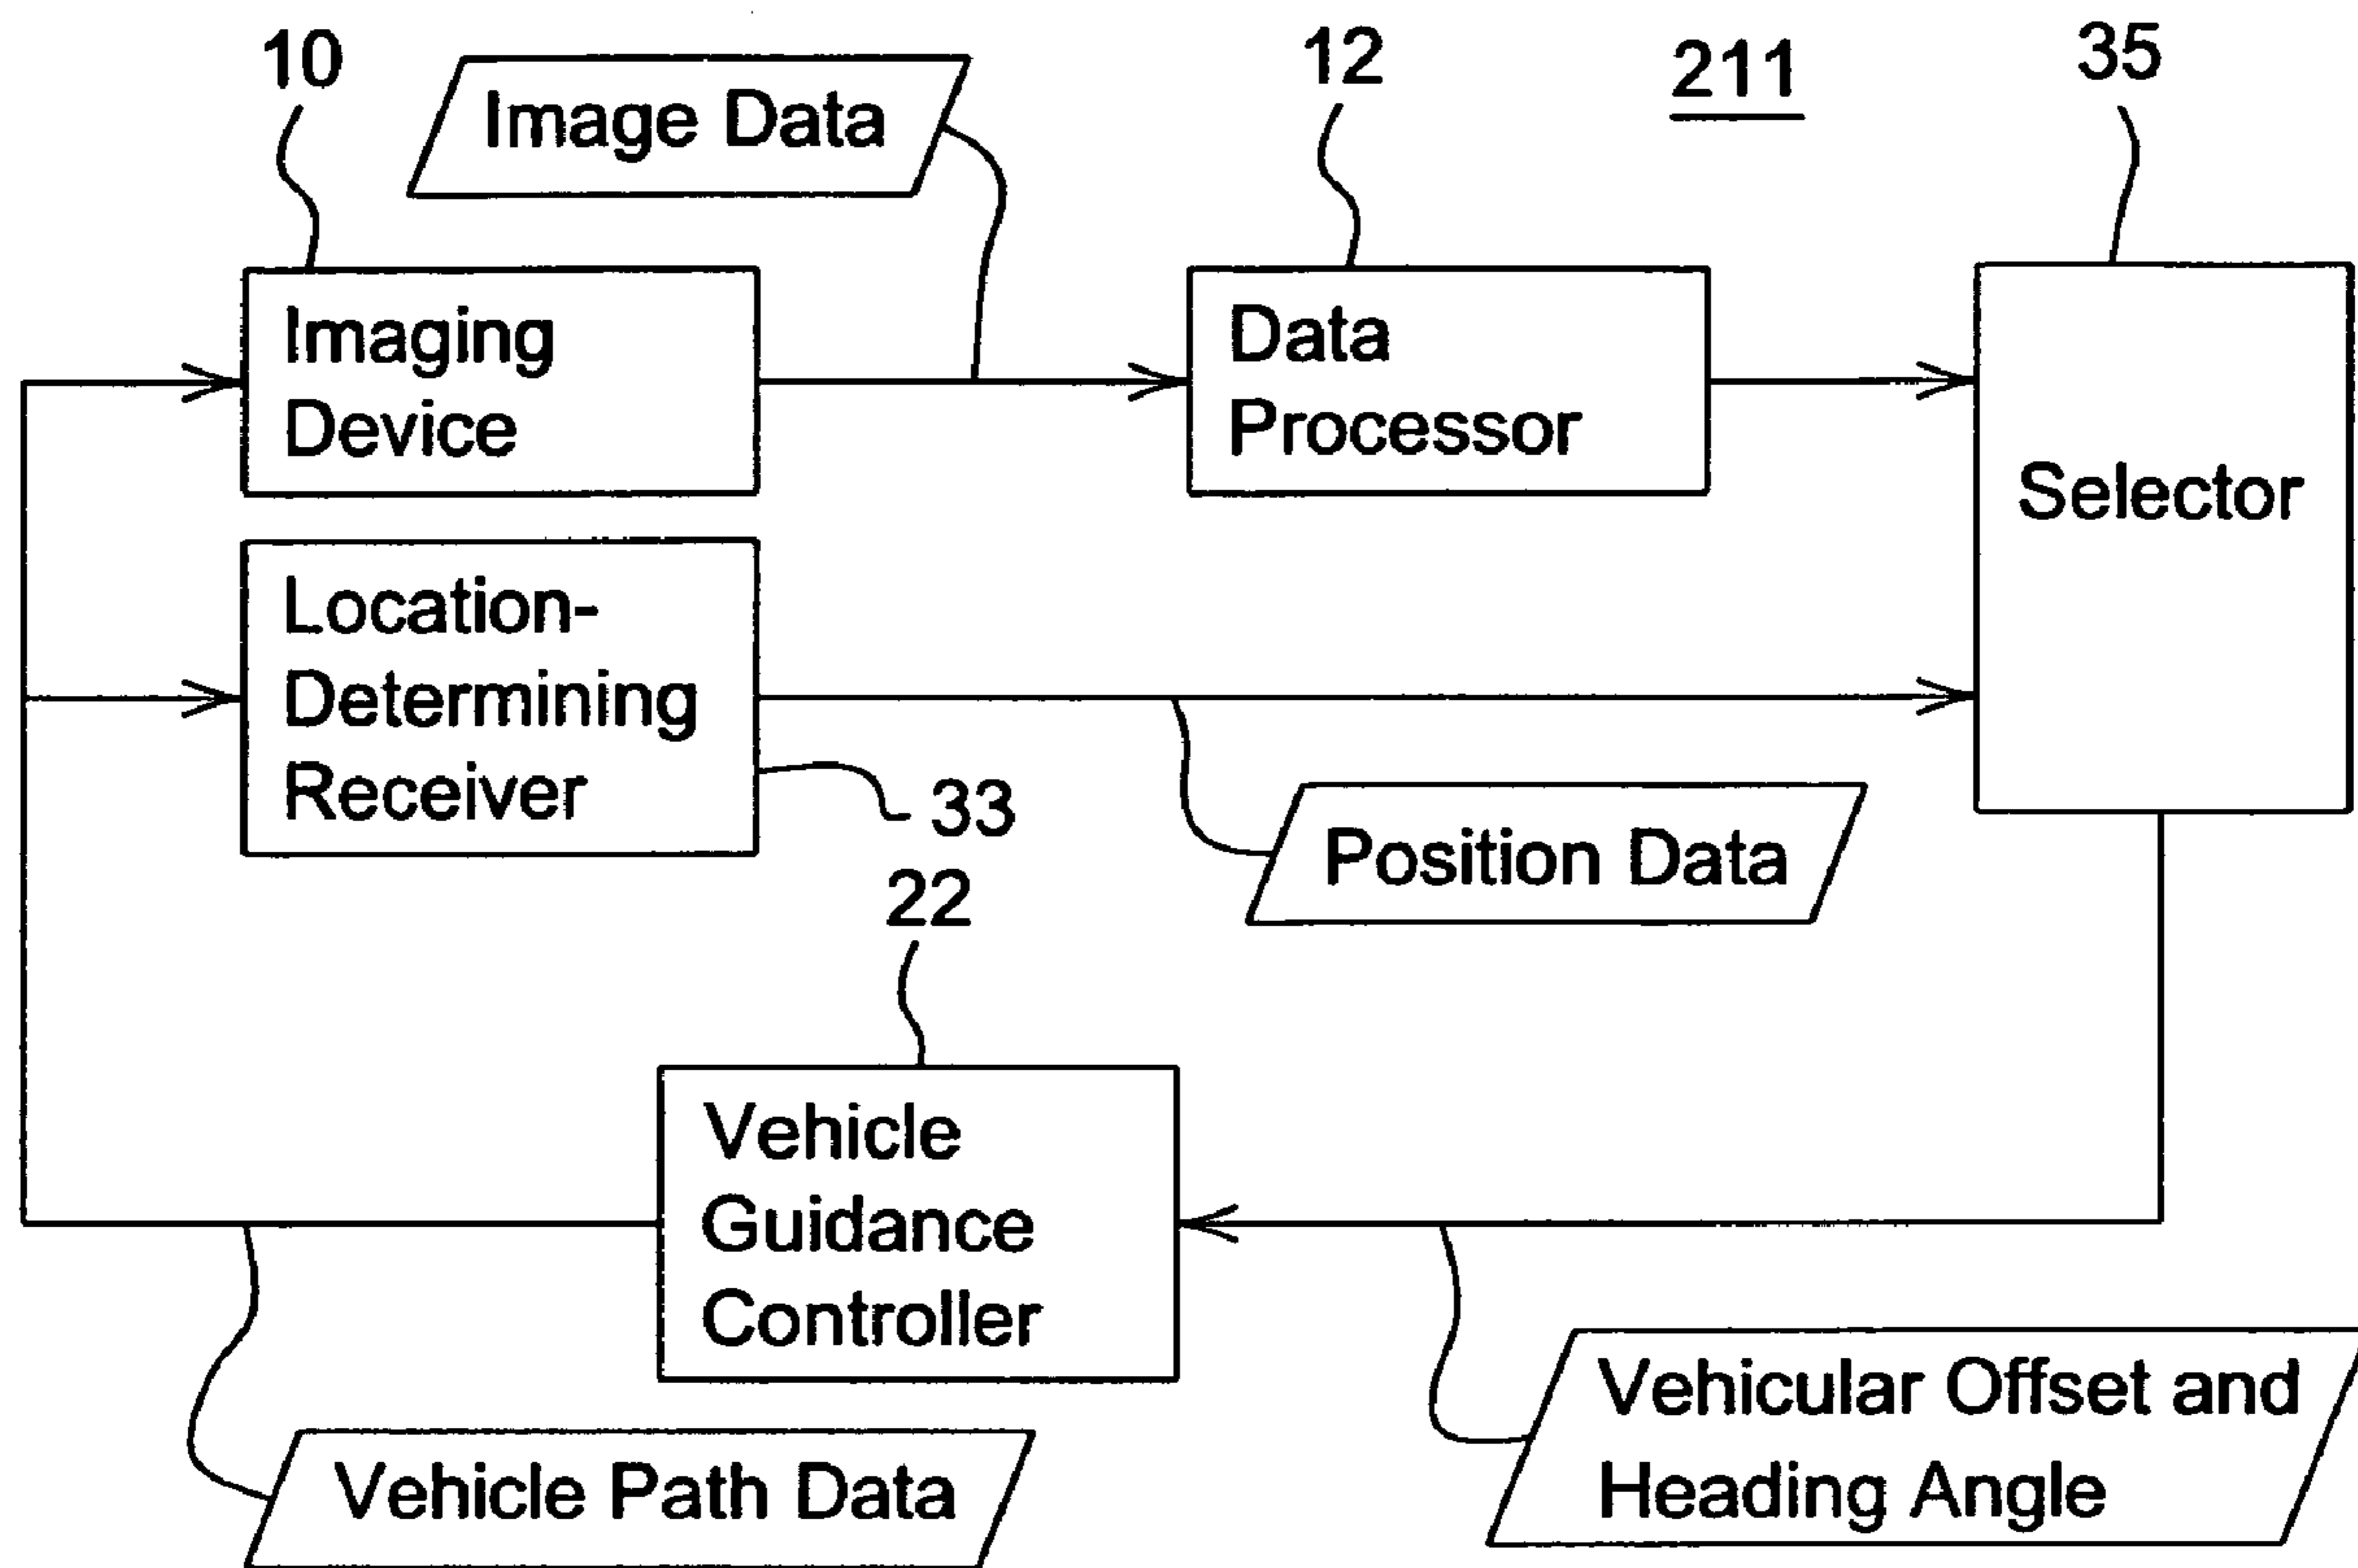 10
Image Data
12
211
35
Imaging
Device
Data
Processor
Selector
Location-
Determining
Receiver
33
Position Data
22
Vehicle
Guidance
Controller
Vehicular Offset and
Heading Angle
Vehicle Path Data